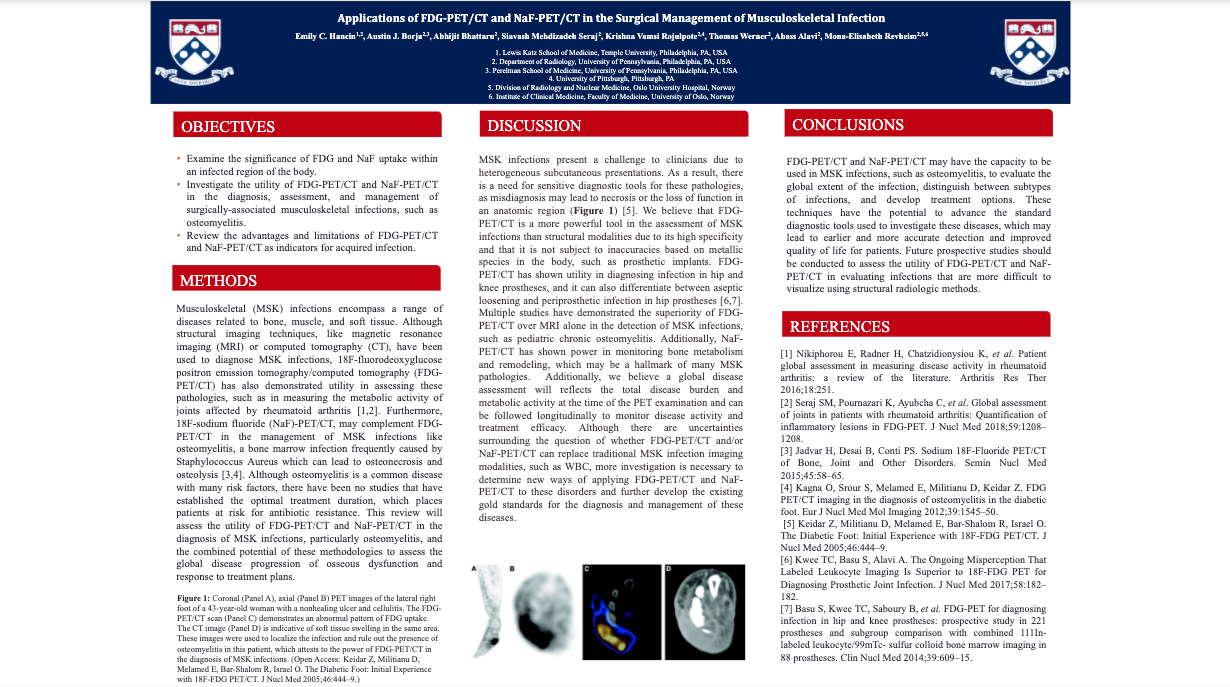 Applications of FDG-PET/CT and NaF-PET/CT in the Surgical Management of Musculoskeletal Infection
Emily C. Hancin1,2, Austin J. Borja2,3, Abhijit Bhattaru2, Siavash Mehdizadeh Seraj2, Krishna Vamsi Rojulpote2,4, Thomas Werner2, Abass Alavi2, Mona-Elisabeth Revheim2,5,6
1. Lewis Katz School of Medicine, Temple University, Philadelphia, PA, USA
2. Department of Radiology, University of Pennsylvania, Philadelphia, PA, USA
3. Perelman School of Medicine, University of Pennsylvania, Philadelphia, PA, USA
4. University of Pittsburg, Pittsburg, PA
5. Division of Radiology and Nuclear Medicine, Oslo University Hospital, Norway
6. Institute of Clinical Medicine, Faculty of Medicine, University of Oslo, Norway
OBJECTIVES
• Examine the significance of FDG and NaF uptake within
an infected region of the body.
• Investigate the utility of FDG-PET/CT and NaF-PET/CT
in the diagnosis, assessment, and management of
surgically-associated musculoskeletal infections, such as
osteomyelitis.
• Review the advantages and limitations of FDG-PET/CT
and NaF-PET/CT as indicators for acquired infection.
METHODS
Musculoskeletal (MSK) infections encompass a range of
diseases related to bone, muscle, and soft tissue. Although
structural imaging techniques, like magnetic resonance
imaging (MRI) or computed tomography (CT), have been
used to diagnose MSK infections, 18F-fluorodeoxyglucose
positron emission tomography/computed tomography (FDG-
PET/CT) has also demonstrated utility in assessing these
pathologies, such as in measuring the metabolic activity of
joints affected by rheumatoid arthritis [1,2]. Furthermore,
18F-sodium fluoride (NaF)-PET/CT, may complement FDG-
PET/CT in the management of MSK infections like
osteomyelitis, a bone marrow infection frequently caused by
Staphylococcus Aureus which can lead to osteonecrosis and
osteolysis [3,4]. Although osteomyelitis is a common disease
with many risk factors, there have been no studies that have
established the optimal treatment duration, which places
patients at risk for antibiotic resistance. This review will
assess the utility of FDG-PET/CT and NaF-PET/CT in the
diagnosis of MSK infections, particularly osteomyelitis, and
the combined potential of these methodologies to assess the
global disease progression of osseous dysfunction and
response to treatment plans.
Figure 1: Coronal (Panel A), axial (Panel B) PET images of the lateral right
foot of a 43-year-old woman with a nonhealing ulcer and cellulitis. The FDG-
PET/CT scan (Panel C) demonstrates an abnormal pattern of FDG uptake.
The CT image (Panel D) is indicative of soft tissue swelling in the same area.
These images were used to localize the infection and rule out the presence of
osteomyelitis in this patient, which attests to the power of FDG-PET/CT in
the diagnosis of MSK infections. (Open Access: Keidar Z, Militianu D,
Melamed E, Bar-Shalom R, Israel O. The Diabetic Foot: Initial Experience
with 18F-FDG PET/CT. J Nucl Med 2005;46:444–9.)
DISCUSSION
MSK infections present a challenge to clinicians due to
heterogeneous subcutaneous presentations. As a result, there
is a need for sensitive diagnostic tools for these pathologies,
as misdiagnosis may lead to necrosis or the loss of function in
an anatomic region (Figure 1) [5]. We believe that FDG-
PET/CT is a more powerful tool in the assessment of MSK
infections than structural modalities due to its high specificity
and that it is not subject to inaccuracies based on metallic
species in the body, such as prosthetic implants. FDG-
PET/CT has shown utility in diagnosing infection in hip and
knee prostheses, and it can also differentiate between aseptic
loosening and periprosthetic infection in hip prostheses [6,7].
Multiple studies have demonstrated the superiority of FDG-
PET/CT over MRI alone in the detection of MSK infections,
such as pediatric chronic osteomyelitis. Additionally, NaF-
PET/CT has shown power in monitoring bone metabolism
and remodeling, which may be a hallmark of many MSK
pathologies. Additionally, we believe a global disease
assessment will reflects the total disease burden and
metabolic activity at the time of the PET examination and can
be followed longitudinally to monitor disease activity and
treatment efficacy. Although there are uncertainties
surrounding the question of whether FDG-PET/CT and/or
NaF-PET/CT can replace traditional MSK infection imaging
modalities, such as WBC, more investigation is necessary to
determine new ways of applying FDG-PET/CT and NaF-
PET/CT to these disorders and further develop the existing
gold standards for the diagnosis and management of these
diseases.
A B C D
CONCLUSIONS
FDG-PET/CT and NaF-PET/CT may have the capacity to be
used in MSK infections, such as osteomyelitis, to evaluate the
global extent of the infection, distinguish between subtypes
of infections, and develop treatment options. These
techniques have the potential to advance the standard
diagnostic tools used to investigate these diseases, which may
lead to earlier and more accurate detection and improved
quality of life for patients. Future prospective studies should
be conducted to assess the utility of FDG-PET/CT and NaF-
PET/CT in evaluating infections that are more difficult to
visualize using structural radiologic methods.
REFERENCES
[1] Nikiphorou E, Radner H, Chatzidionysiou K, et al. Patient
global assessment in measuring disease activity in rheumatoid
arthritis: a review of the literature. Arthritis Res Ther
2016;18:251.
[2] Seraj SM, Pournazari K, Ayubcha C, et al. Global assessment
of joints in patients with rheumatoid arthritis: Quantification of
inflammatory lesions in FDG-PET. J Nucl Med 2018;59:1208–
1208.
[3] Jadvar H, Desai B, Conti PS. Sodium 18F-Fluoride PET/CT
of Bone, Joint and Other Disorders. Semin Nucl Med
2015;45:58–65.
[4] Kagna O, Srour S, Melamed E, Militianu D, Keidar Z. FDG
PET/CT imaging in the diagnosis of osteomyelitis in the diabetic
foot. Eur J Nucl Med Mol Imaging 2012;39:1545–50.
[5] Keidar Z, Militianu D, Melamed E, Bar-Shalom R, Israel O.
The Diabetic Foot: Initial Experience with 18F-FDG PET/CT. J
Nucl Med 2005;46:444–9.
[6] Kwee TC, Basu S, Alavi A. The Ongoing Misperception That
Labeled Leukocyte Imaging Is Superior to 18F-FDG PET for
Diagnosing Prosthetic Joint Infection. J Nucl Med 2017;58:182–
182.
[7] Basu S, Kwee TC, Saboury B, et al. FDG-PET for diagnosing
infection in hip and knee prostheses: prospective study in 221
prostheses and subgroup comparison with combined 111In-
labeled leukocyte/99mTc- sulfur colloid bone marrow imaging in
88 prostheses. Clin Nucl Med 2014;39:609–15.